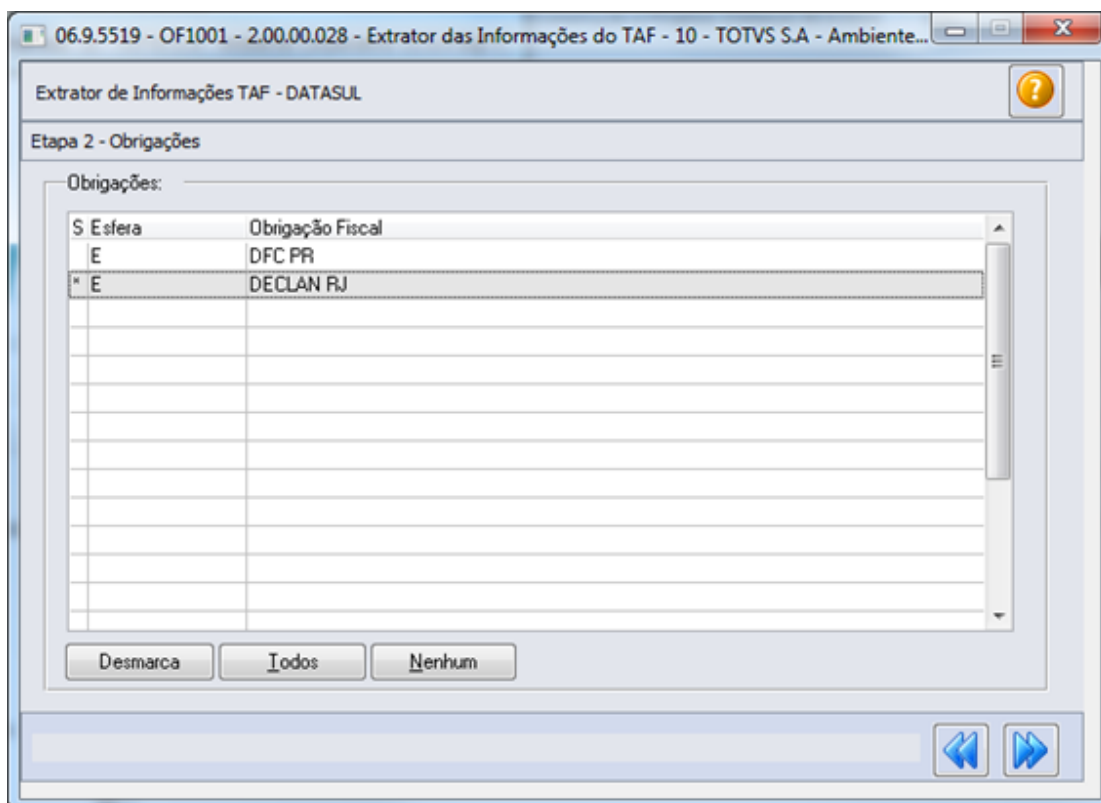 06.9.5519 - OF1001 - 2.00.00.028 - Extrator das Informações do TAF - 10 - TOTVS S.A - Ambiente...
Extrator de Informações TAF - DATASUL
Etapa 2 - Obrigações
Obrigações:
S Esfera Obrigação Fiscal
E DFC PR
* E DECLAN RJ
Desmarca Todos Nenhum